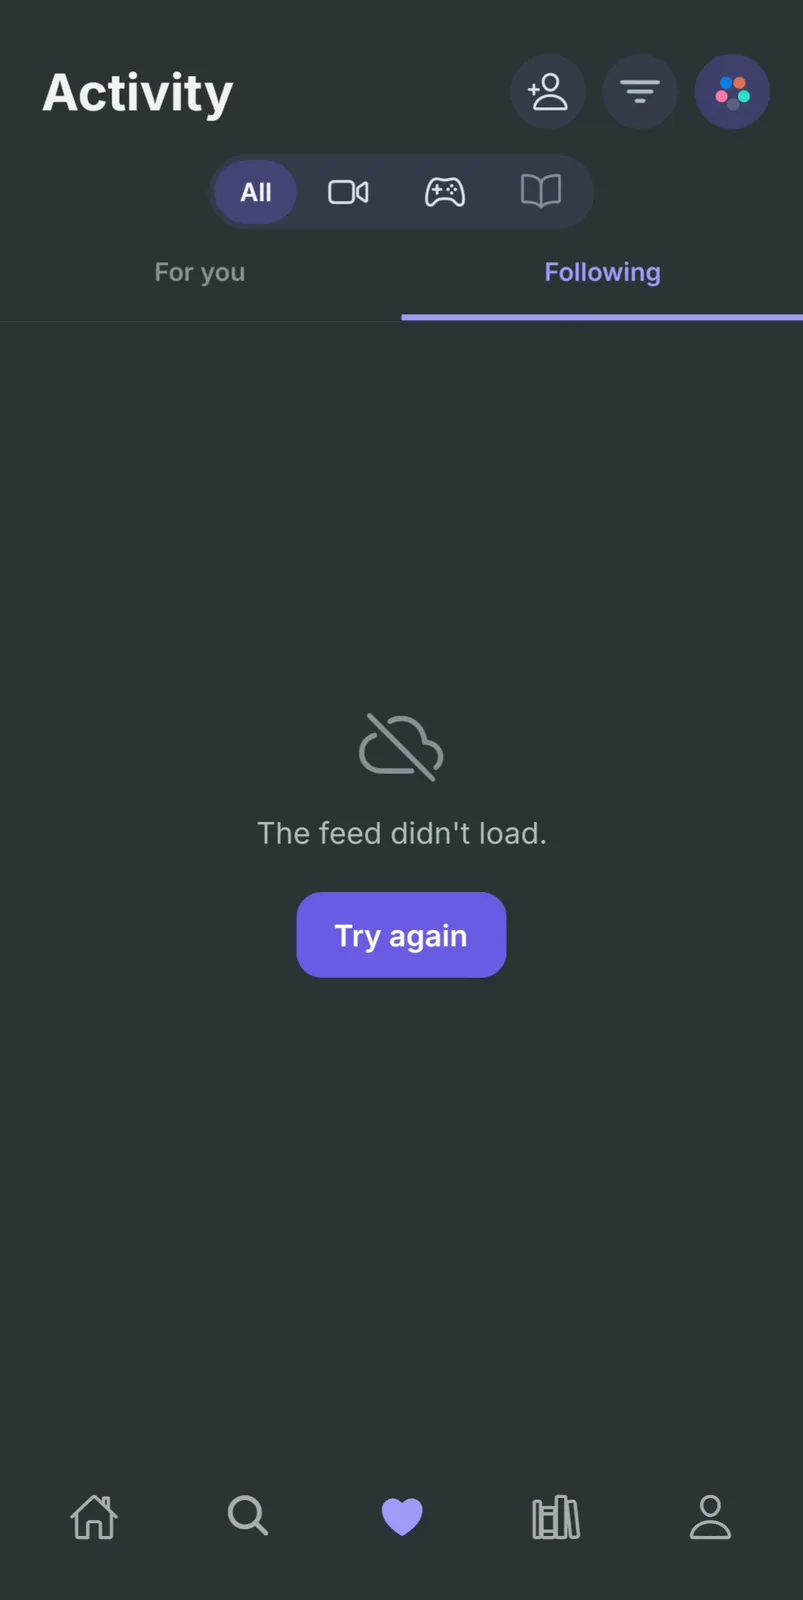 Activity
All
For you
Following
The feed didn't load.
Try again